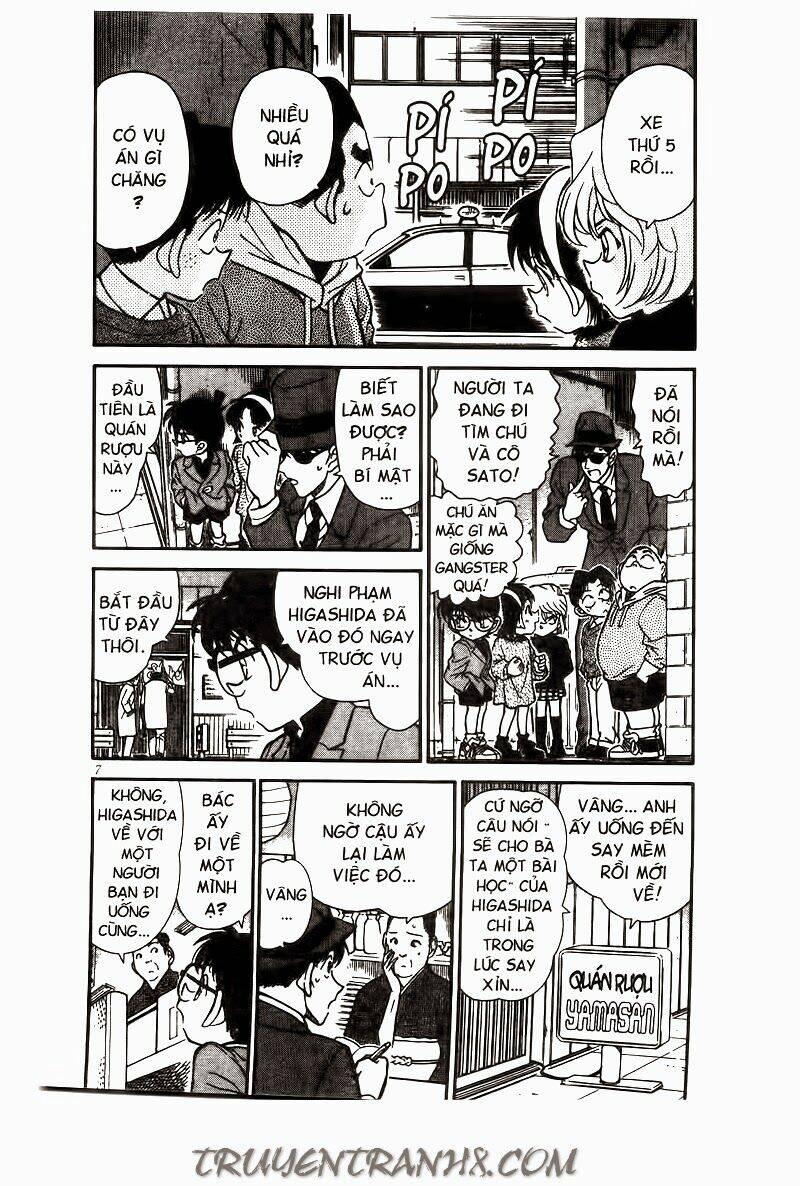 XE
THỨ 5
RỒI...
PÍ
PO
PÍ
PO
NHIỀU
QUÁ
NHỈ?
CÓ VỤ
ÁN GÌ
CHĂNG
?
ĐÃ
NÓI
RỒI
MÀ!
NGƯỜI TA
ĐANG ĐI
TÌM CHÚ
VÀ CÔ
SATO!
CHÚ ĂN
MẶC GÌ MÀ
GIỐNG
GANGSTER
QUÁ!
BIẾT
LÀM SAO
ĐƯỢC?
PHẢI
BÍ MẬT
...
ĐẦU
TIÊN LÀ
QUÁN
RƯỢU
NÀY ...
...
NGHI PHẠM
HIGASHIDA ĐÃ
VÀO ĐÓ NGAY
TRƯỚC VỤ
ÁN...
BẮT ĐẦU
TỪ ĐÂY
THÔI.
7
VÂNG... ANH
ẤY UỐNG ĐẾN
SAY MÈM
RỒI MỚI
VỀ!
CỨ NGỠ
CÂU NÓI "
SẼ CHO BÀ
TA MỘT BÀI
HỌC" CỦA
HIGASHIDA
CHỈ LÀ
TRONG
LÚC SAY
XỈN...
QUÁN RƯỢU
YAMASAN
KHÔNG
NGỜ CẬU ẤY
LẠI LÀM
VIỆC ĐÓ...
VÂNG
...
BÁC
ẤY
ĐI VỀ
MỘT
MÌNH
Ạ?
KHÔNG,
HIGASHIDA
VỀ VỚI
MỘT
NGƯỜI
BẠN ĐI
UỐNG
CÙNG...
TRUYENTRANH8.COM